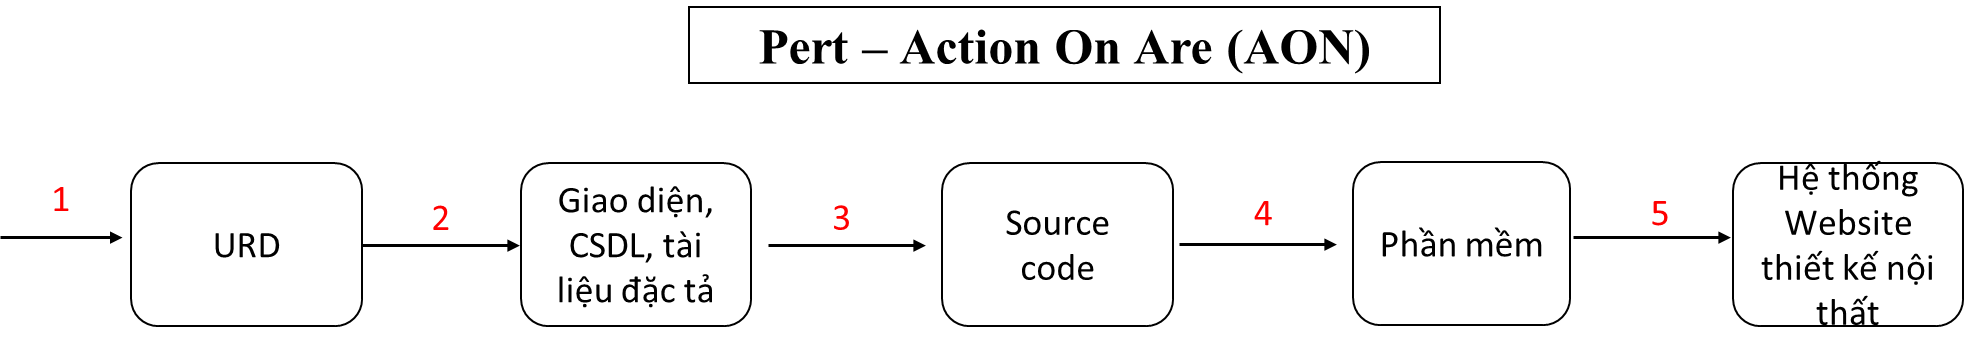 Pert – Action On Are (AON)
1
URD
2
Giao diện,
CSDL, tài
liệu đặc tả
3
Source
code
4
Phần mềm
5
Hệ thống
Website
thiết kế nội
thất